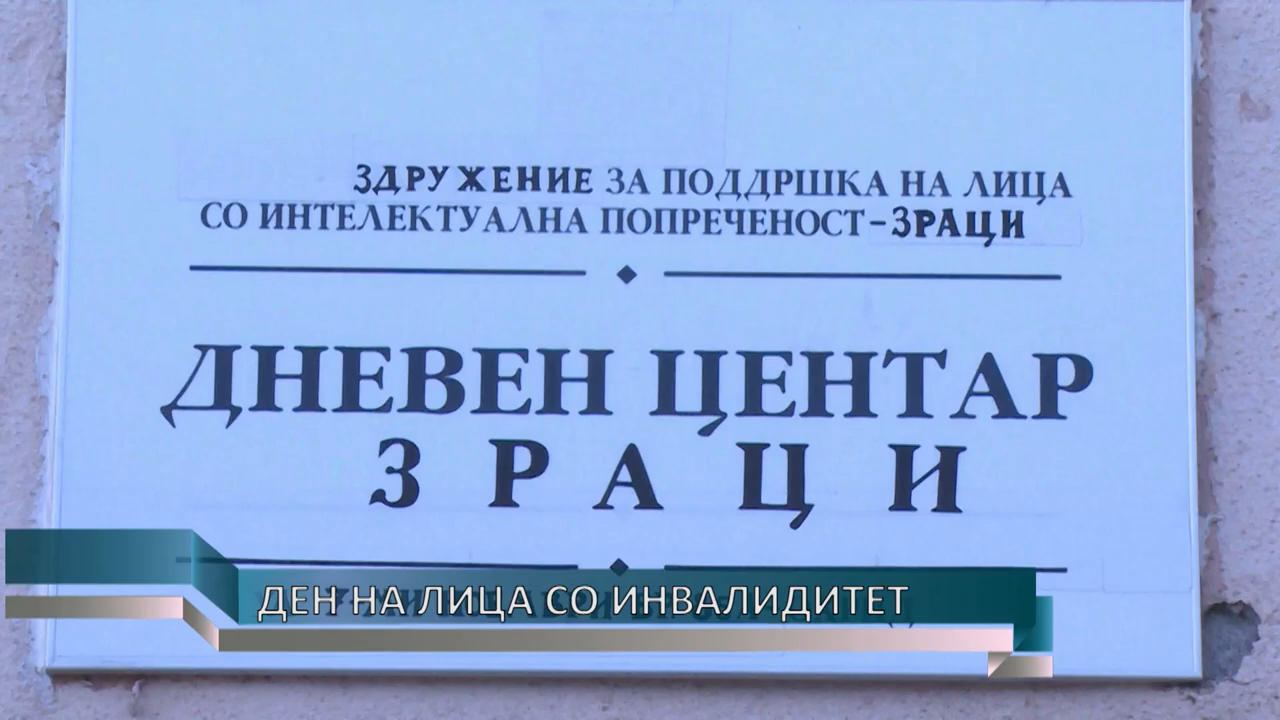 ЗДРУЖЕНИЕ ЗА ПОДДРШКА НА ЛИЦА
СО ИНТЕЛЕКТУАЛНА ПОПРЕЧЕНОСТ-ЗРАЦИ
ДНЕВЕН ЦЕНТАР
ЗРАЦИ
ДЕН НА ЛИЦА СО ИНВАЛИДИТЕТ